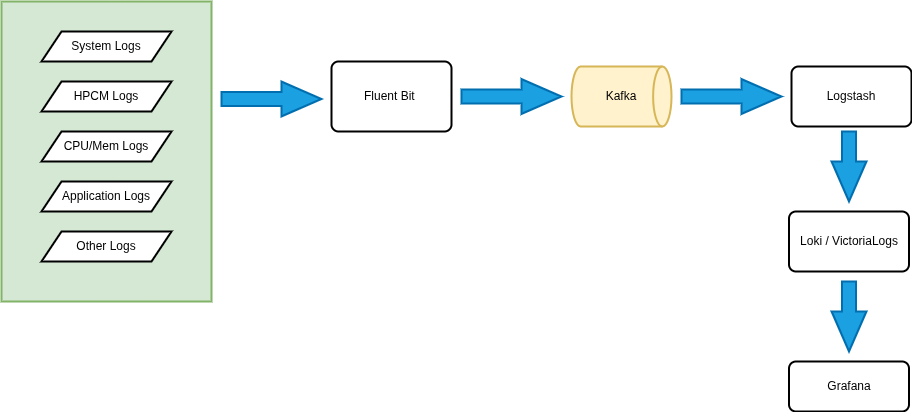 System Logs
HPCM Logs
CPU/Mem Logs
Application Logs
Other Logs
Fluent Bit
Kafka
Logstash
Loki / VictoriaLogs
Grafana